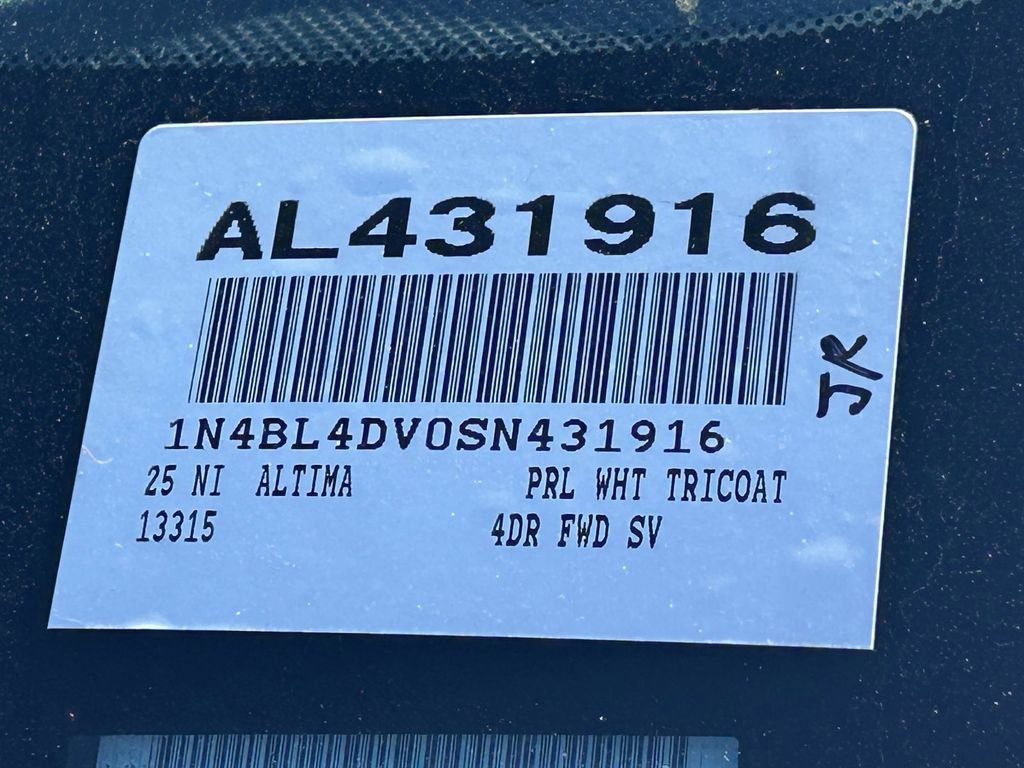 AL431916
1N4BL4DV0SN431916
25 NI ALTIMA PRL WHT TRICOAT
13315 4DR FWD SV
JR